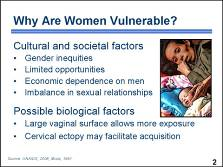 Why Are Women Vulnerable?
Cultural and societal factors
• Gender inequities
• Limited opportunities
• Economic dependence on men
• Imbalance in sexual relationships
Possible biological factors
• Large vaginal surface allows more exposure
• Cervical ectopy may facilitate acquisition
Source: UNAIDS, 2006;
2